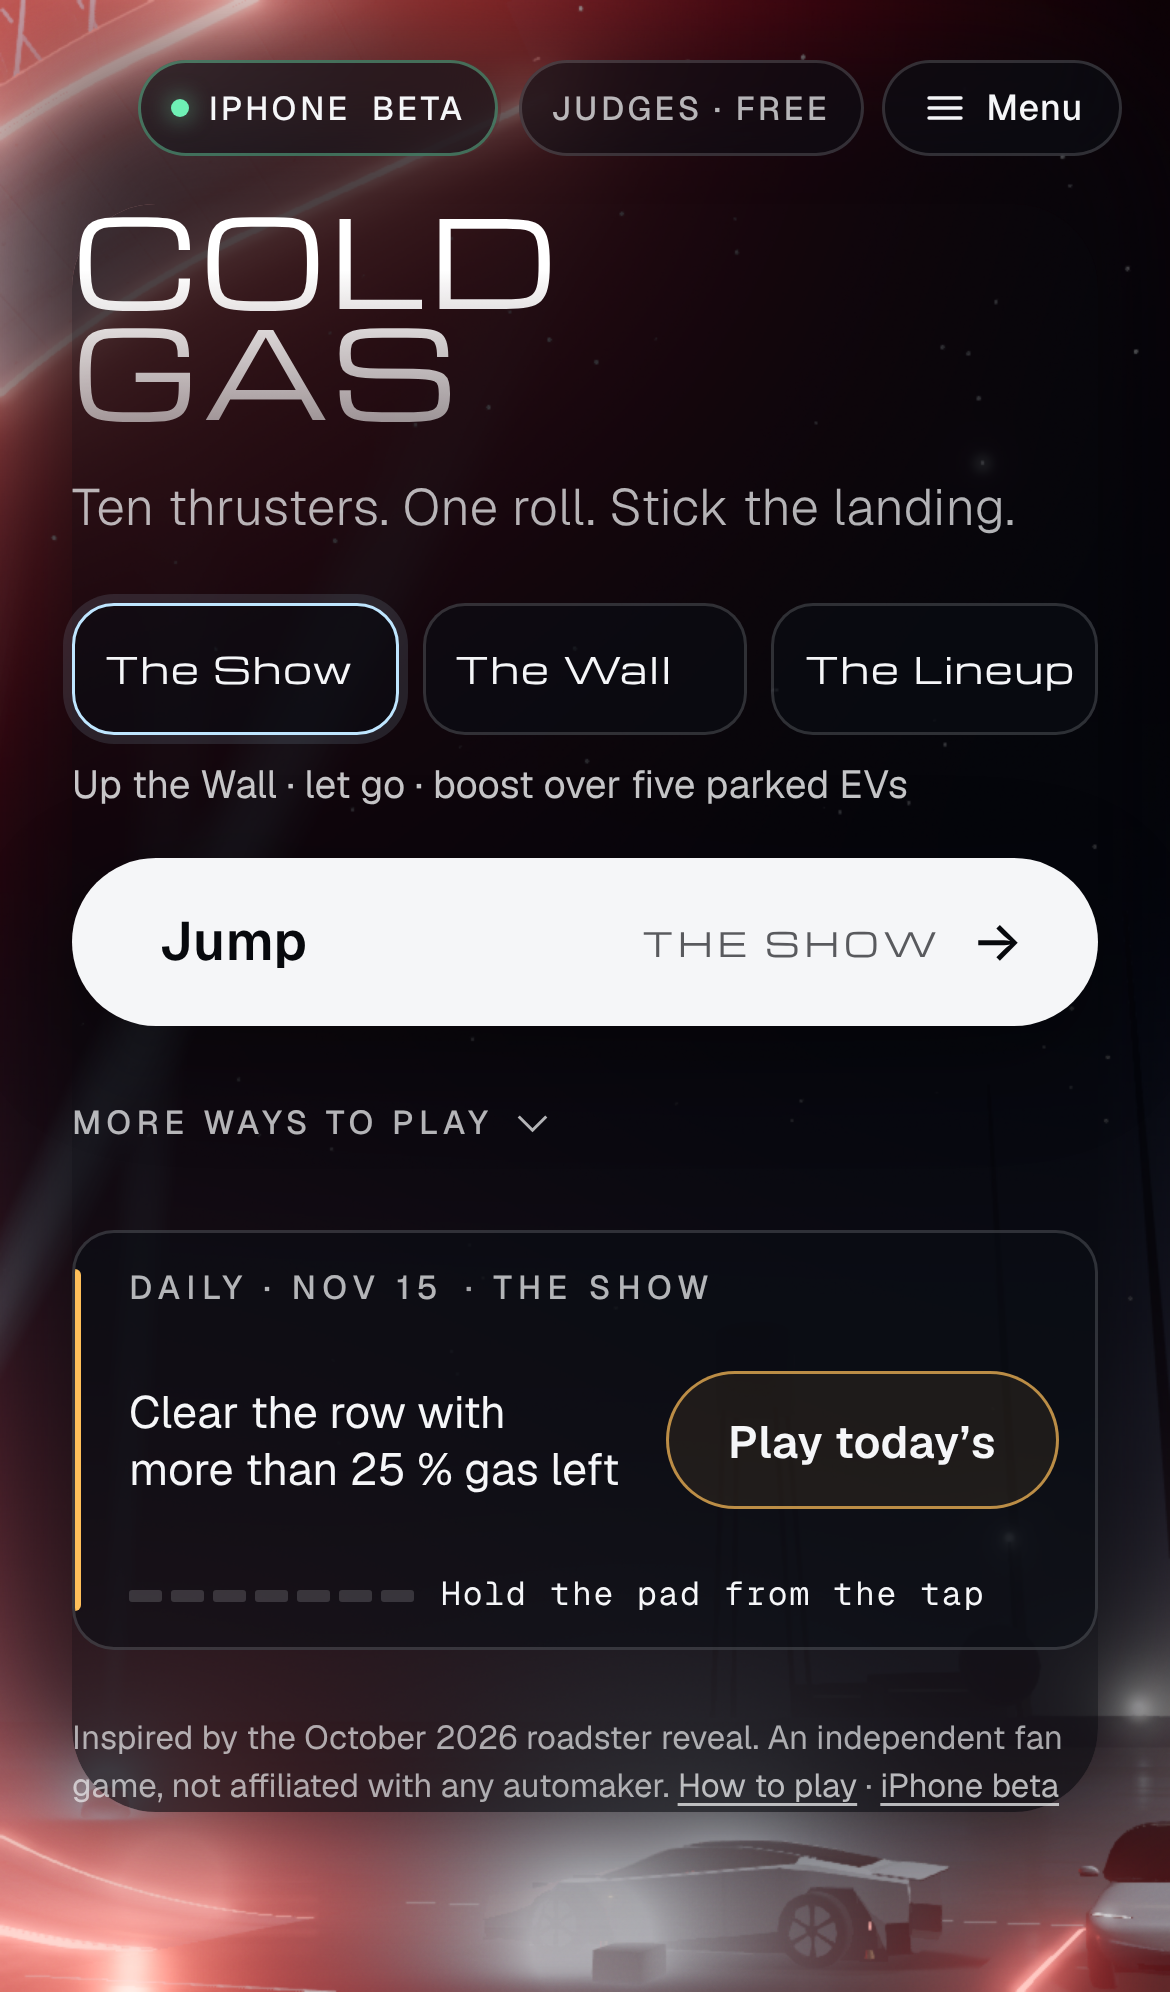 IPHONE BETA
JUDGES · FREE
Menu
COLD
GAS
Ten thrusters. One roll. Stick the landing.
The Show
The Wall
The Lineup
Up the Wall · let go · boost over five parked EVs
Jump
THE SHOW
MORE WAYS TO PLAY
DAILY · NOV 15 · THE SHOW
Clear the row with
more than 25 % gas left
Play today’s
Hold the pad from the tap
Inspired by the October 2026 roadster reveal. An independent fan
game, not affiliated with any automaker. How to play · iPhone beta